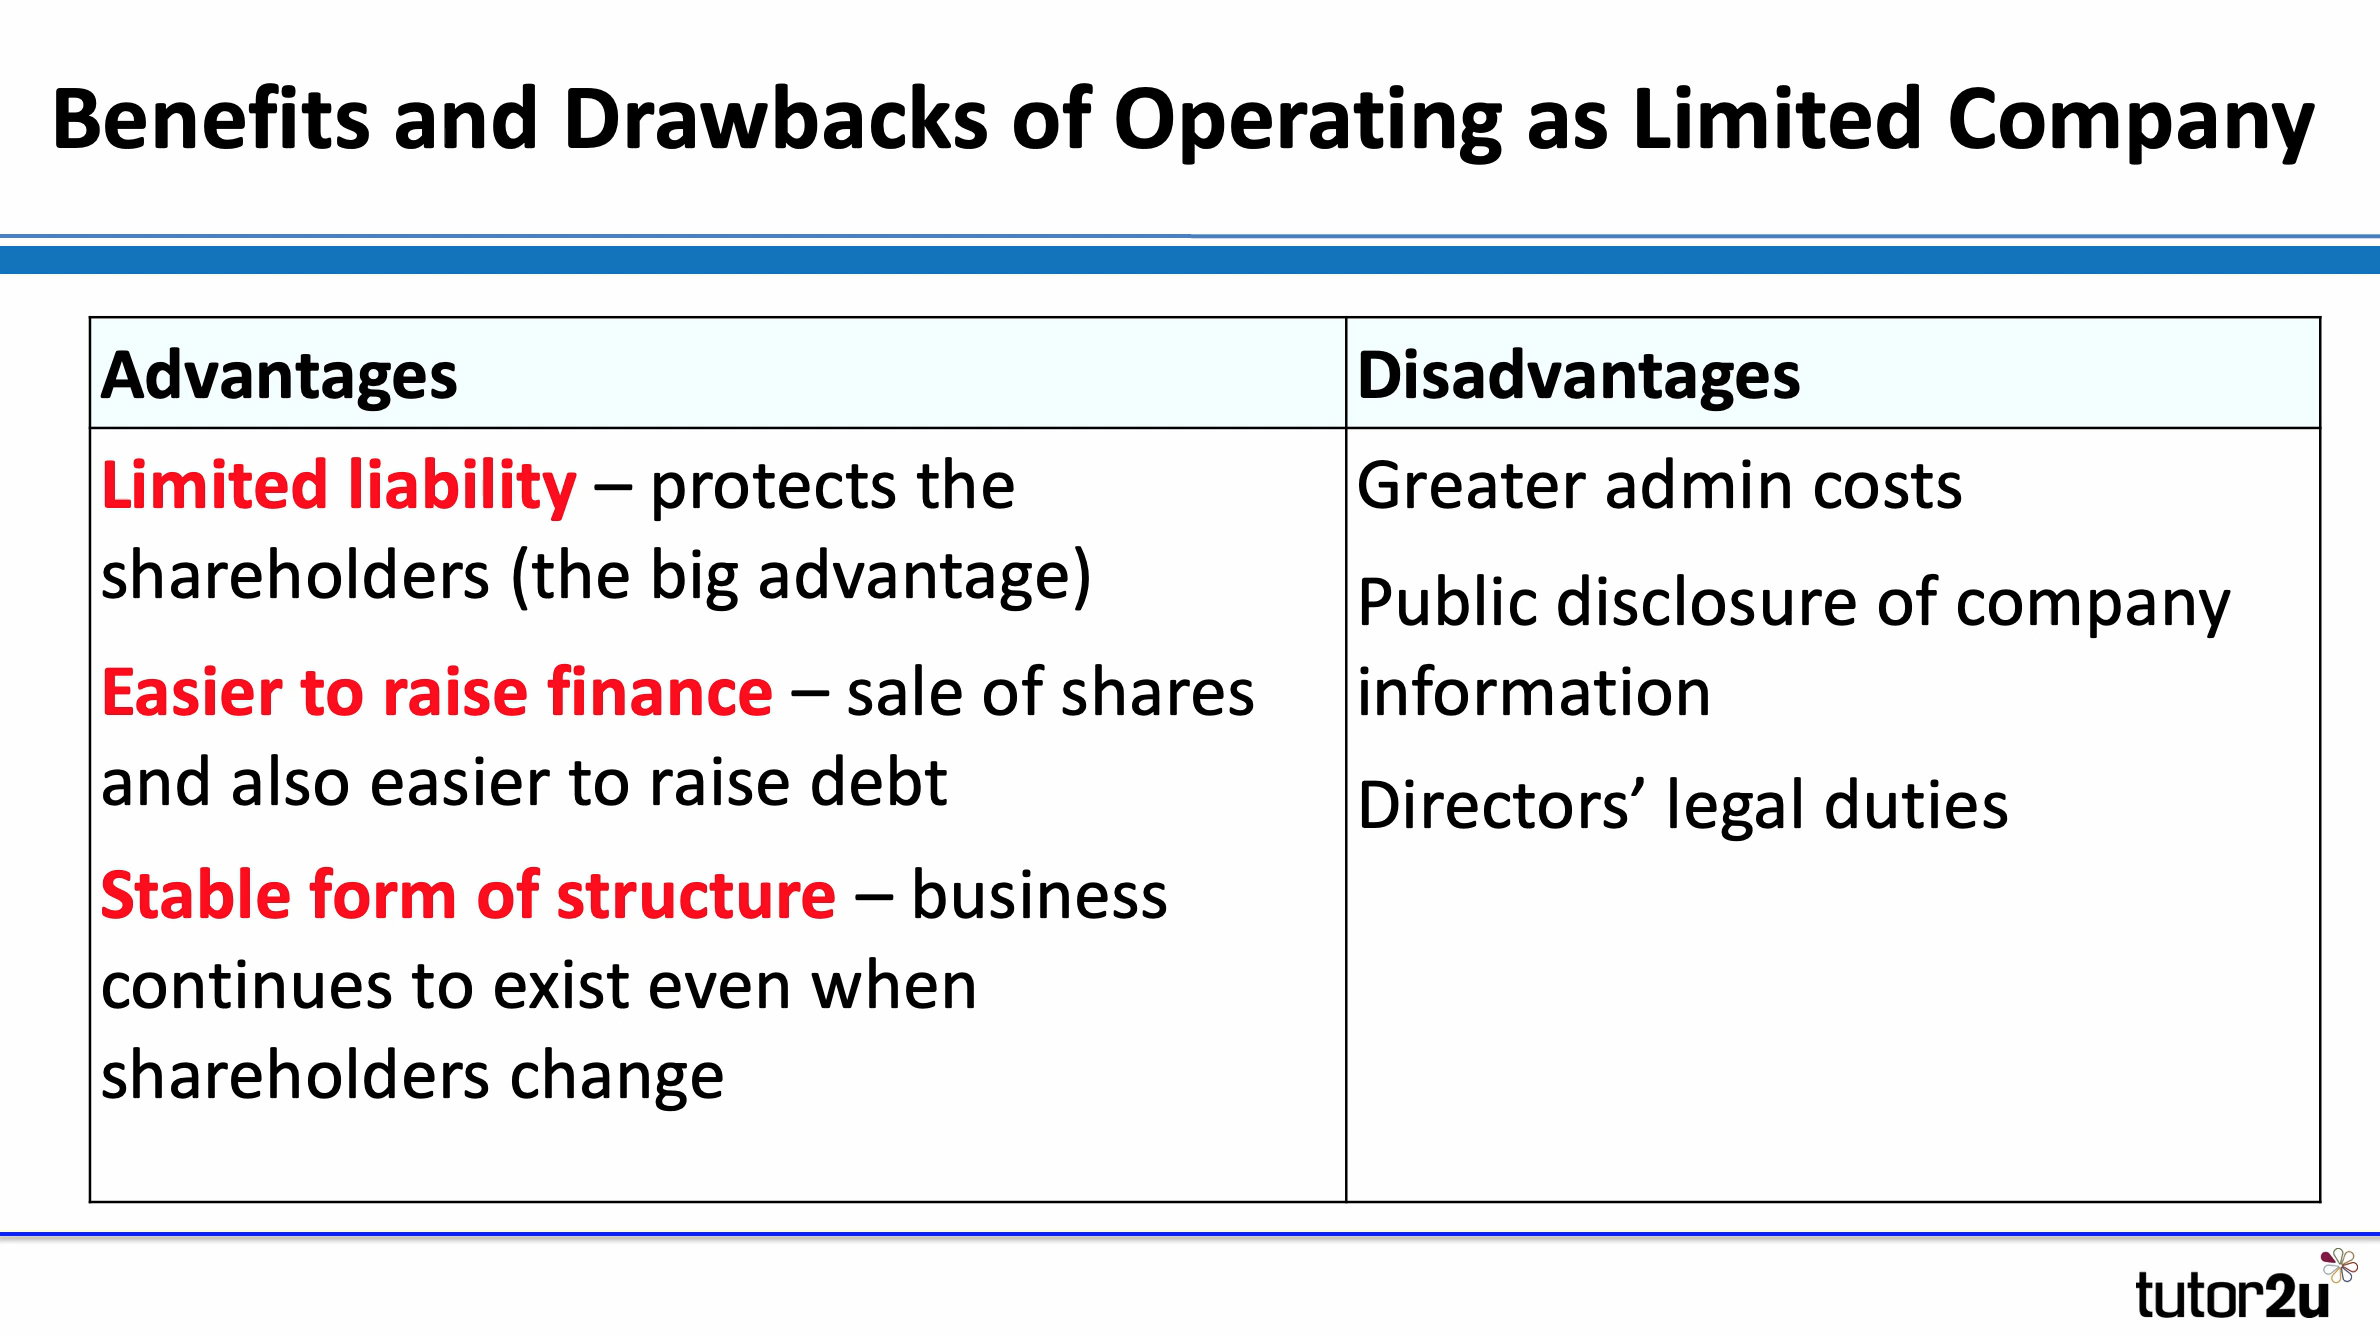 Benefits and Drawbacks of Operating as Limited Company
Advantages
Limited liability – protects the
shareholders (the big advantage)
Easier to raise finance – sale of shares
and also easier to raise debt
Stable form of structure – business
continues to exist even when
shareholders change
Disadvantages
Greater admin costs
Public disclosure of company
information
Directors’ legal duties
tutor2u